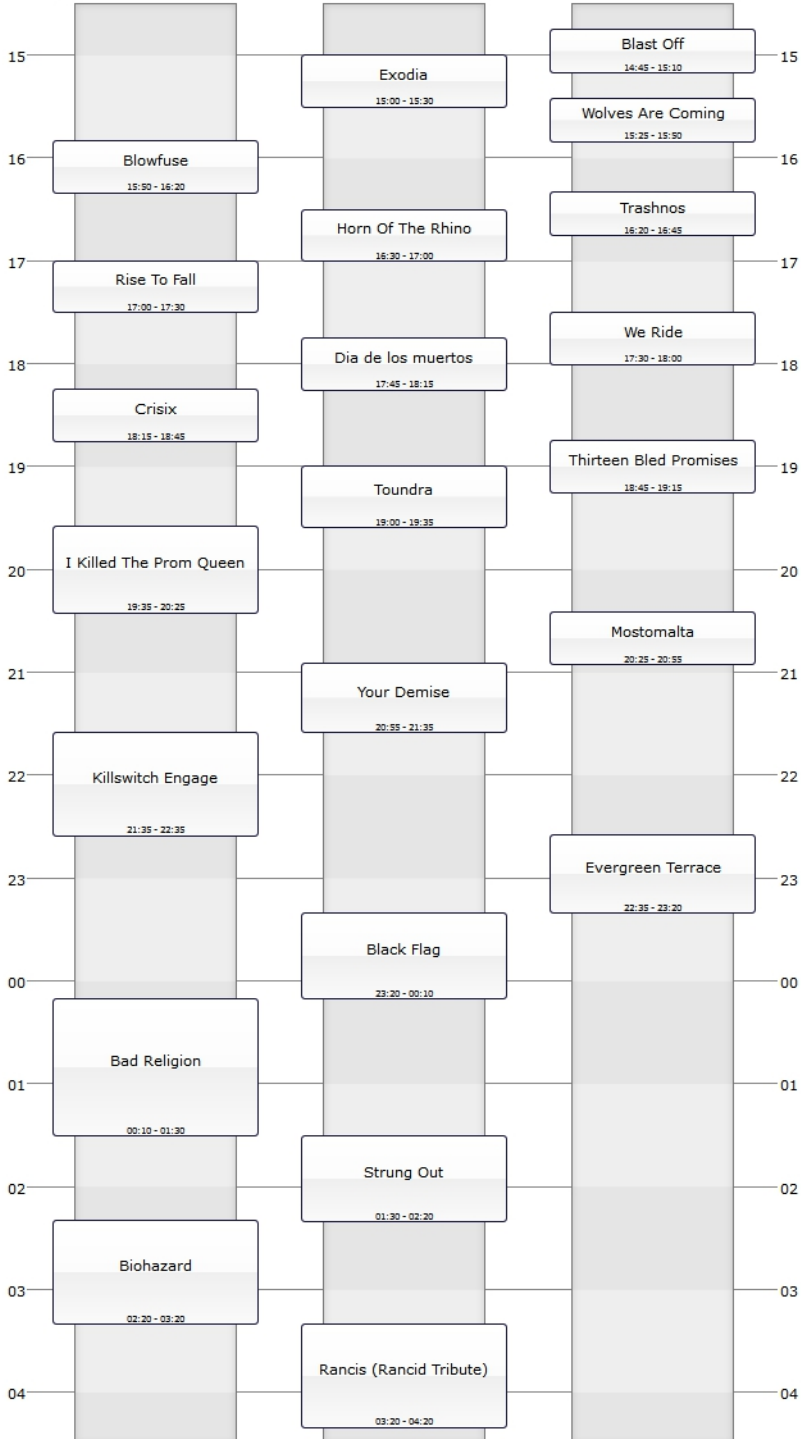 15
Blast Off
14:45 - 15:10
15
Exodia
15:00 - 15:30
Wolves Are Coming
15:25 - 15:50
16
Blowfuse
15:50 - 16:20
16
Trashnos
16:20 - 16:45
Horn Of The Rhino
16:30 - 17:00
17
17
Rise To Fall
17:00 - 17:30
We Ride
17:30 - 18:00
18
Dia de los muertos
17:45 - 18:15
18
Crisix
18:15 - 18:45
Thirteen Bled Promises
18:45 - 19:15
19
19
Toundra
19:00 - 19:35
I Killed The Prom Queen
19:35 - 20:25
20
20
Mostomalta
20:25 - 20:55
21
21
Your Demise
20:55 - 21:35
22
Killswitch Engage
21:35 - 22:35
22
Evergreen Terrace
22:35 - 23:20
23
23
Black Flag
23:20 - 00:10
00
00
Bad Religion
00:10 - 01:30
01
01
Strung Out
01:30 - 02:20
02
02
Biohazard
02:20 - 03:20
03
03
Rancis (Rancid Tribute)
03:20 - 04:20
04
04